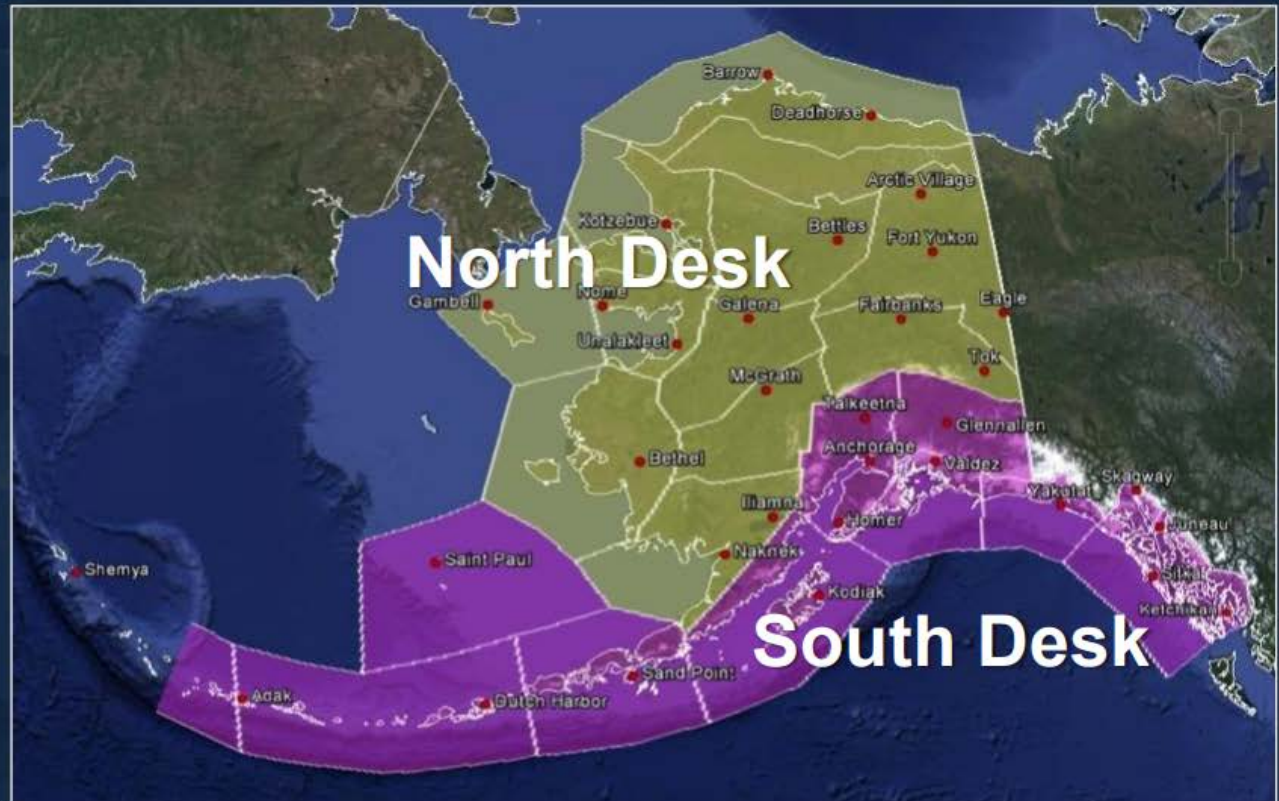 Barrow
Deadhorse
Arctic Village
Kotzebue
Bettles
Fort Yukon
North Desk
Gambell
Nome
Galena
Fairbanks
Eagle
Unalakleet
Tok
McGrath
Talkeetna
Glennallen
Anchorage
Bethel
Valdez
Skagway
Iliamna
Yakutat
Homer
Juneau
Naknek
Saint Paul
Shemya
Sitka
Kodiak
Ketchikan
South Desk
Sand Point
Adak
Dutch Harbor